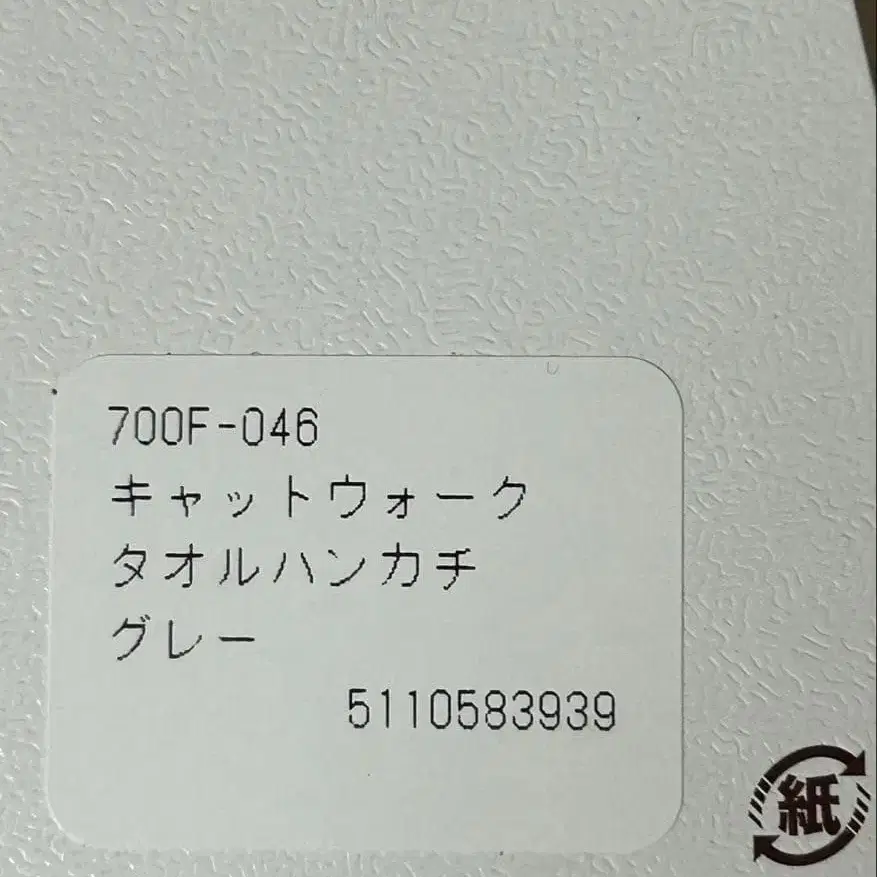 700F-046
キャットウォーク
タオルハンカチ
グレー
5110583939
紙